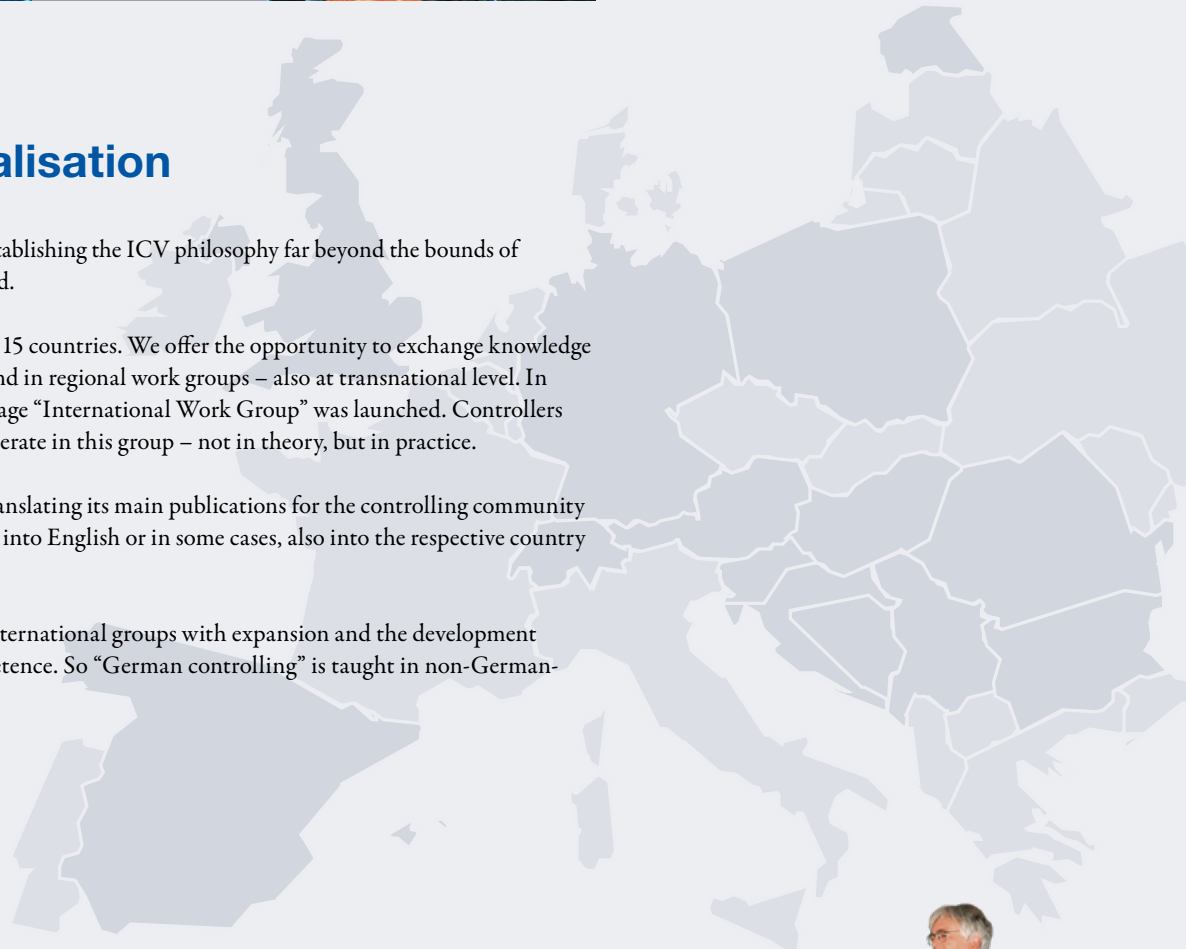 alisation
tablishing the ICV philosophy far beyond the bounds of
d.
15 countries. We offer the opportunity to exchange knowledge
nd in regional work groups – also at transnational level. In
age “International Work Group” was launched. Controllers
erate in this group – not in theory, but in practice.
anslating its main publications for the controlling community
into English or in some cases, also into the respective country
ternational groups with expansion and the development
etence. So “German controlling” is taught in non-German-